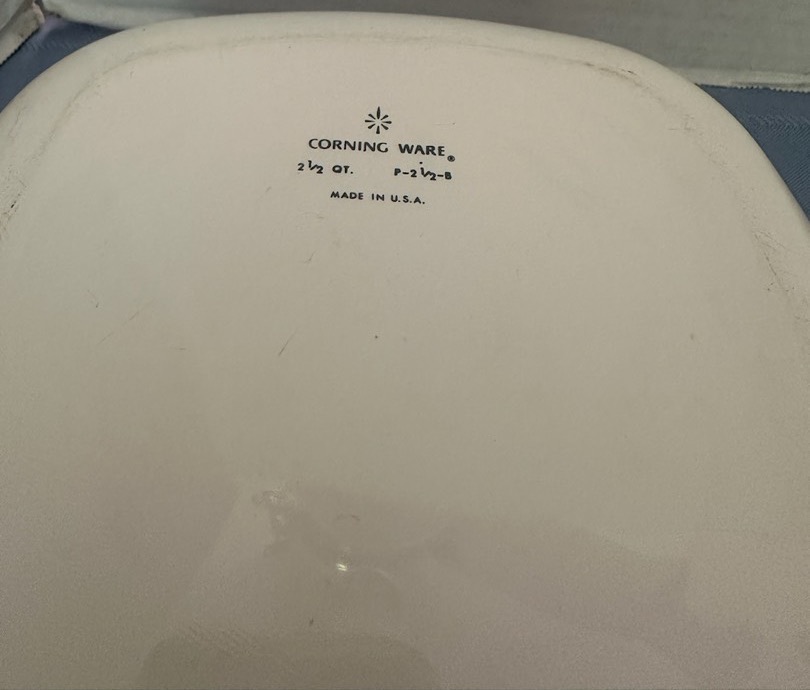 CORNING WARE®
2½ QT. P-2½-B
MADE IN U.S.A.